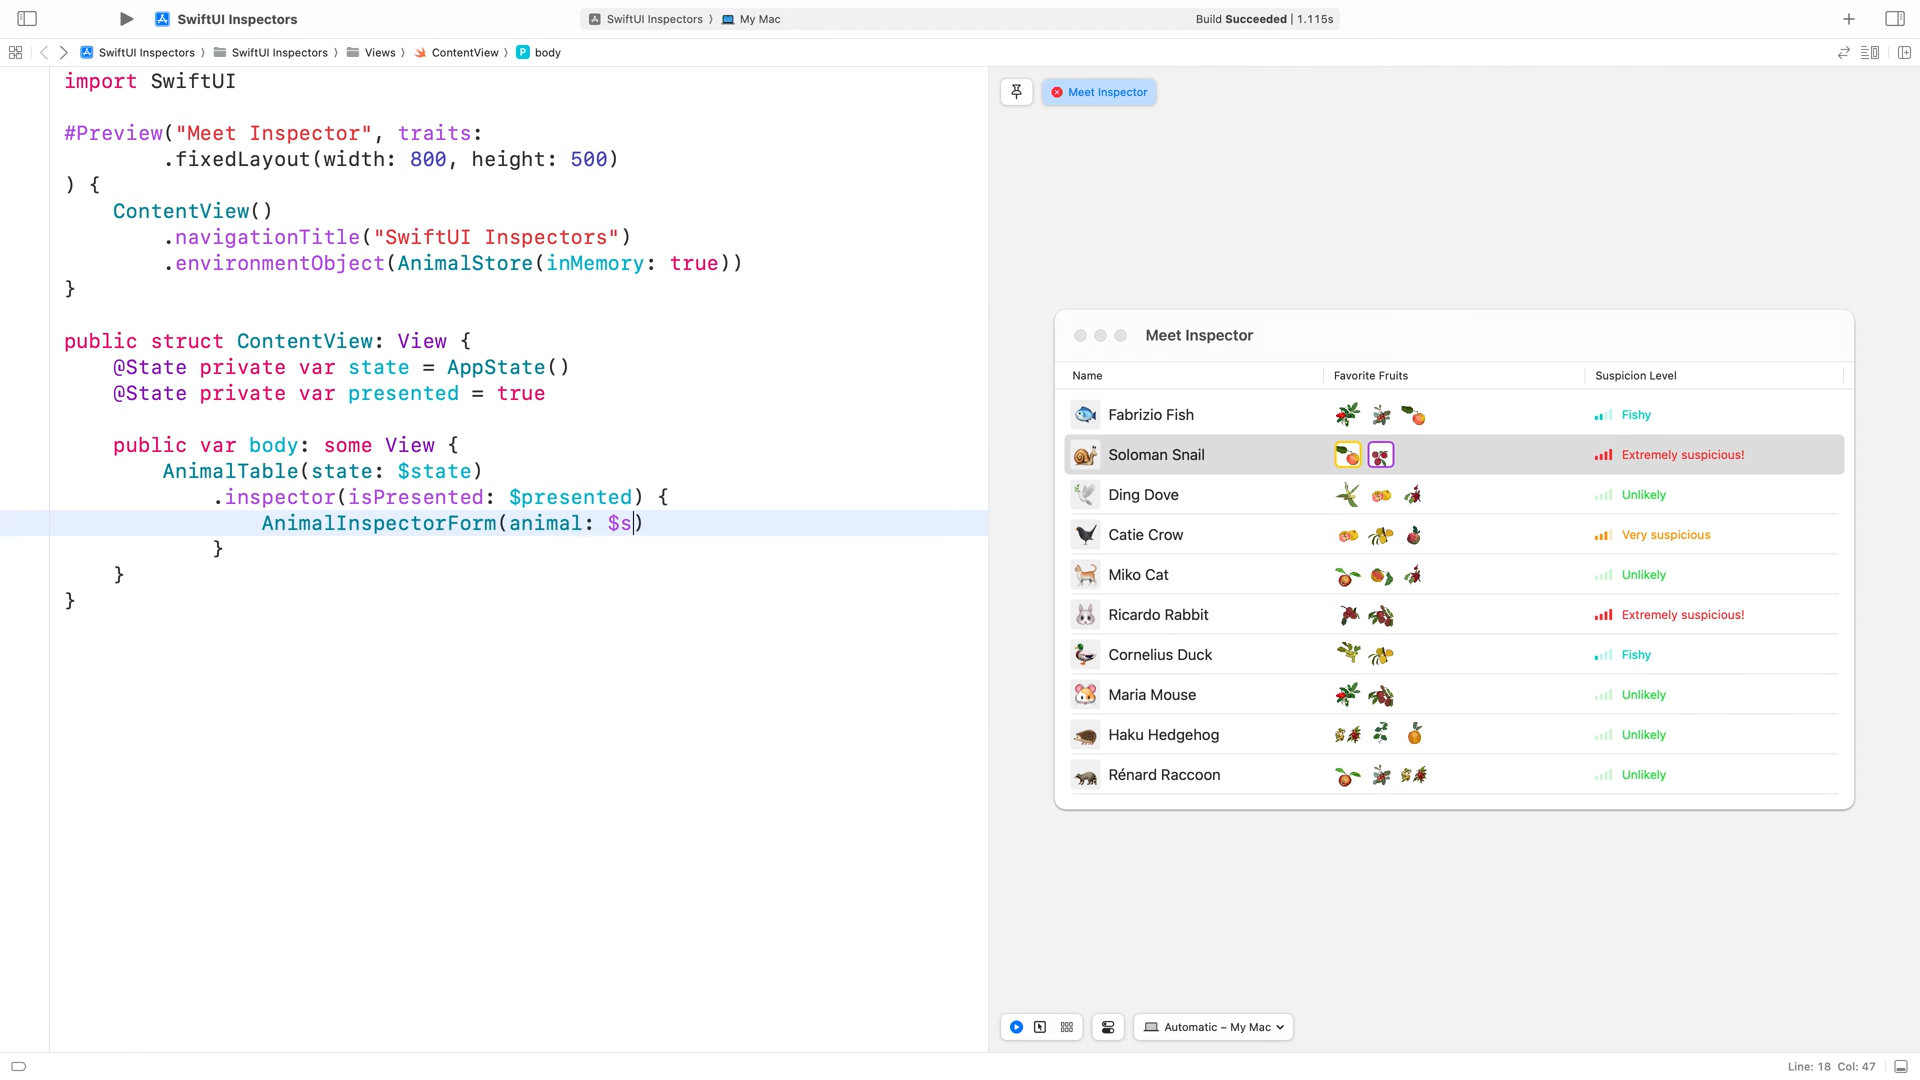 SwiftUI Inspectors
SwiftUI Inspectors 〉 My Mac
Build Succeeded | 1.115s
SwiftUI Inspectors 〉 SwiftUI Inspectors 〉 Views 〉 ContentView 〉 P body
import SwiftUI
#Preview("Meet Inspector", traits:
.fixedLayout(width: 800, height: 500)
) {
ContentView()
.navigationTitle("SwiftUI Inspectors")
.environmentObject(AnimalStore(inMemory: true))
}
public struct ContentView: View {
@State private var state = AppState()
@State private var presented = true
public var body: some View {
AnimalTable(state: $state)
.inspector(isPresented: $presented) {
AnimalInspectorForm(animal: $s)
}
}
}
Meet Inspector
Meet Inspector
Name Favorite Fruits Suspicion Level
Fabrizio Fish Fishy
Soloman Snail Extremely suspicious!
Ding Dove Unlikely
Catie Crow Very suspicious
Miko Cat Unlikely
Ricardo Rabbit Extremely suspicious!
Cornelius Duck Fishy
Maria Mouse Unlikely
Haku Hedgehog Unlikely
Rénard Raccoon Unlikely
Automatic – My Mac
Line: 18 Col: 47